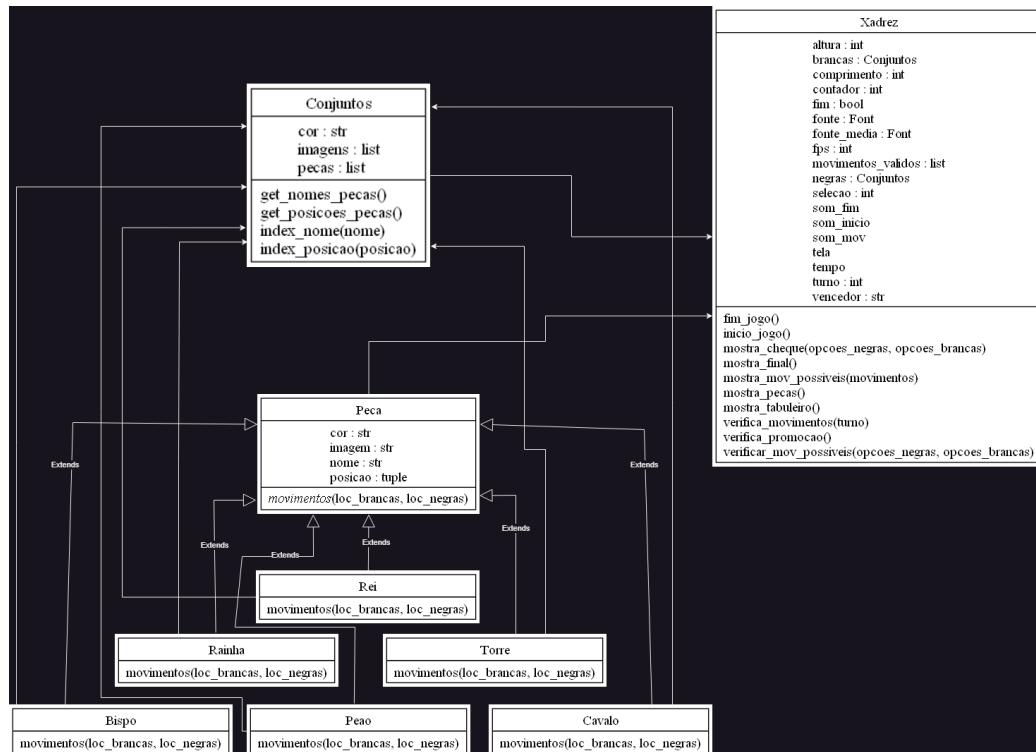 Xadrez
altura : int
brancas : Conjuntos
comprimento : int
contador : int
fim : bool
fonte : Font
fonte_media : Font
fps : int
movimentos_validos : list
negras : Conjuntos
selecao : int
som_fim
som_inicio
som_mov
tela
tempo
turno : int
vencedor : str
fim_jogo()
inicio_jogo()
mostra_cheque(opcoes_negras, opcoes_brancas)
mostra_final()
mostra_mov_possiveis(movimentos)
mostra_pecas()
mostra_tabuleiro()
verifica_movimentos(turno)
verifica_promocao()
verificar_mov_possiveis(opcoes_negras, opcoes_brancas)
Conjuntos
cor : str
imagens : list
pecas : list
get_nomes_pecas()
get_posicoes_pecas()
index_nome(nome)
index_posicao(posicao)
Peca
cor : str
imagem : str
nome : str
posicao : tuple
movimentos(loc_brancas, loc_negras)
Extends
Extends
Extends
Extends
Extends
Extends
Rei
movimentos(loc_brancas, loc_negras)
Rainha
movimentos(loc_brancas, loc_negras)
Torre
movimentos(loc_brancas, loc_negras)
Bispo
movimentos(loc_brancas, loc_negras)
Peao
movimentos(loc_brancas, loc_negras)
Cavalo
movimentos(loc_brancas, loc_negras)